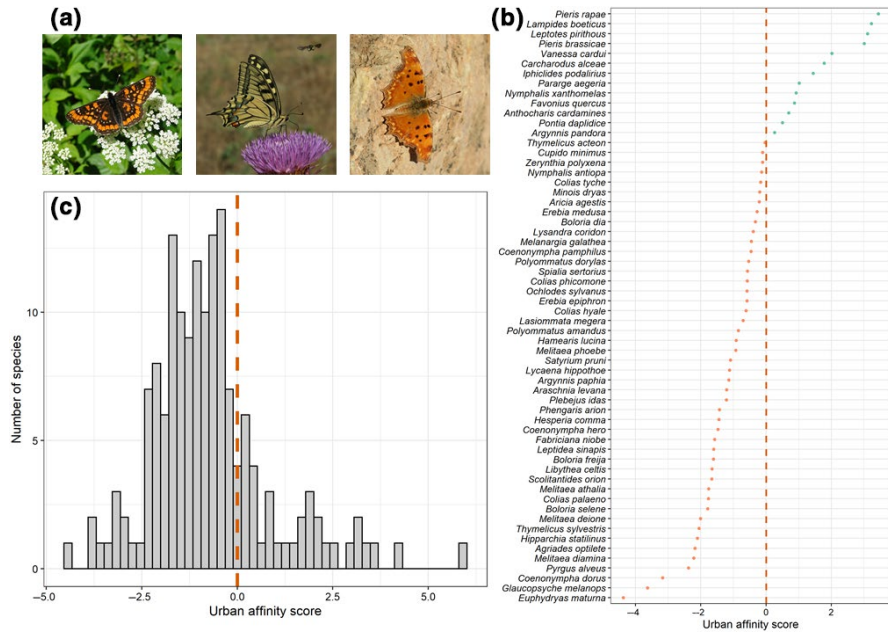 (a)
(b)
Pieris rapae
Lampides boeticus
Leptotes pirithous
Pieris brassicae
Vanessa cardui
Carcharodus alceae
Iphiclides podalirius
Pararge aegeria
Nymphalis xanthomelas
Favonius quercus
Anthocharis cardamines
Pontia daplidice
Argynnis pandora
Thymelicus acteon
Cupido minimus
Zerynthia polyxena
Nymphalis antiopa
Colias tyche
Minois dryas
Aricia agestis
Erebia medusa
Boloria dia
Lysandra coridon
Melanargia galathea
Coenonympha pamphilus
Polyommatus dorylas
Spialia sertorius
Colias phicomone
Ochlodes sylvanus
Erebia epiphron
Colias hyale
Lasiommata megera
Polyommatus amandus
Hamearis lucina
Melitaea phoebe
Satyrium pruni
Lycaena hippothoe
Argynnis paphia
Araschnia levana
Plebejus idas
Phengaris arion
Hesperia comma
Coenonympha hero
Fabriciana niobe
Leptidea sinapis
Boloria freija
Libythea celtis
Scolitantides orion
Melitaea athalia
Colias palaeno
Boloria selene
Melitaea deione
Thymelicus sylvestris
Hipparchia statilinus
Agriades optilete
Melitaea diamina
Pyrgus alveus
Coenonympha dorus
Glaucopsyche melanops
Euphydryas maturna
−4 −2 0 2
Urban affinity score
(c)
Number of species
10
5
0
−5.0 −2.5 0.0 2.5 5.0
Urban affinity score